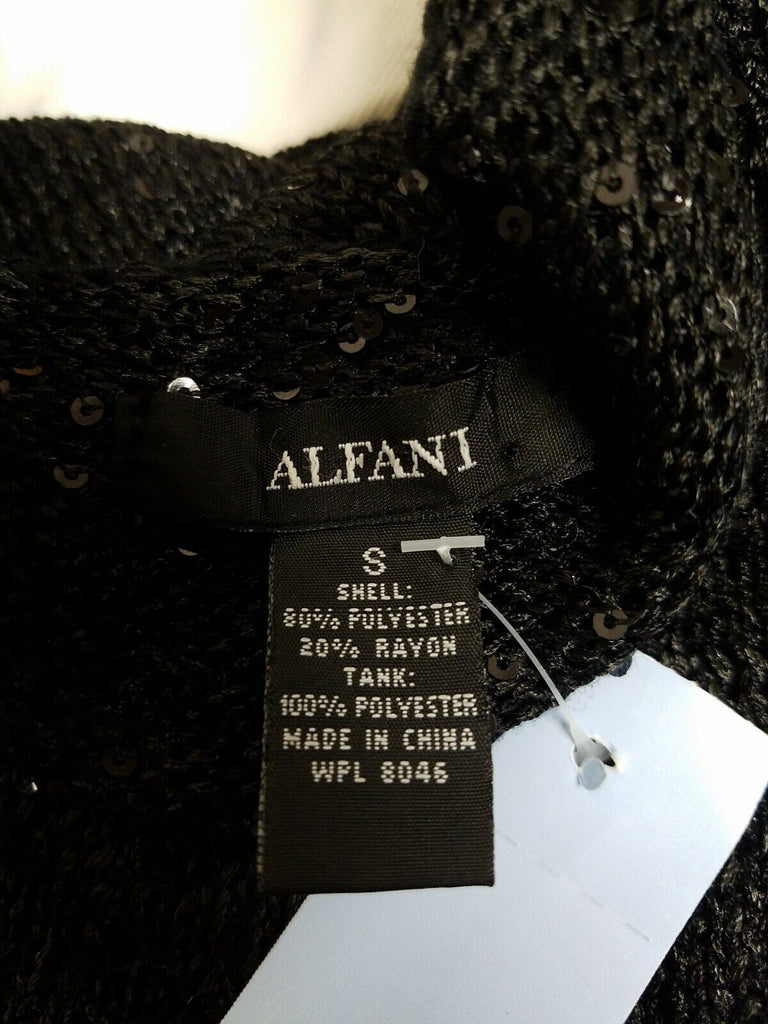 ALFANI
S
SHELL:
80% POLYESTER
20% RAYON
TANK:
100% POLYESTER
MADE IN CHINA
WPL 8046